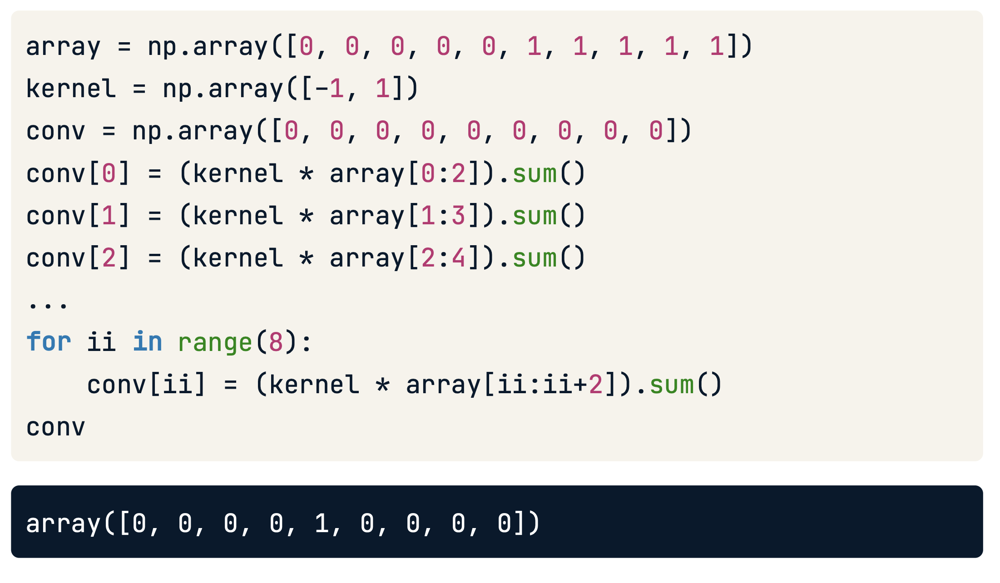 array = np.array([0, 0, 0, 0, 0, 1, 1, 1, 1, 1])
kernel = np.array([-1, 1])
conv = np.array([0, 0, 0, 0, 0, 0, 0, 0, 0])
conv[0] = (kernel * array[0:2]).sum()
conv[1] = (kernel * array[1:3]).sum()
conv[2] = (kernel * array[2:4]).sum()
...
for ii in range(8):
    conv[ii] = (kernel * array[ii:ii+2]).sum()
conv
array([0, 0, 0, 0, 1, 0, 0, 0, 0])